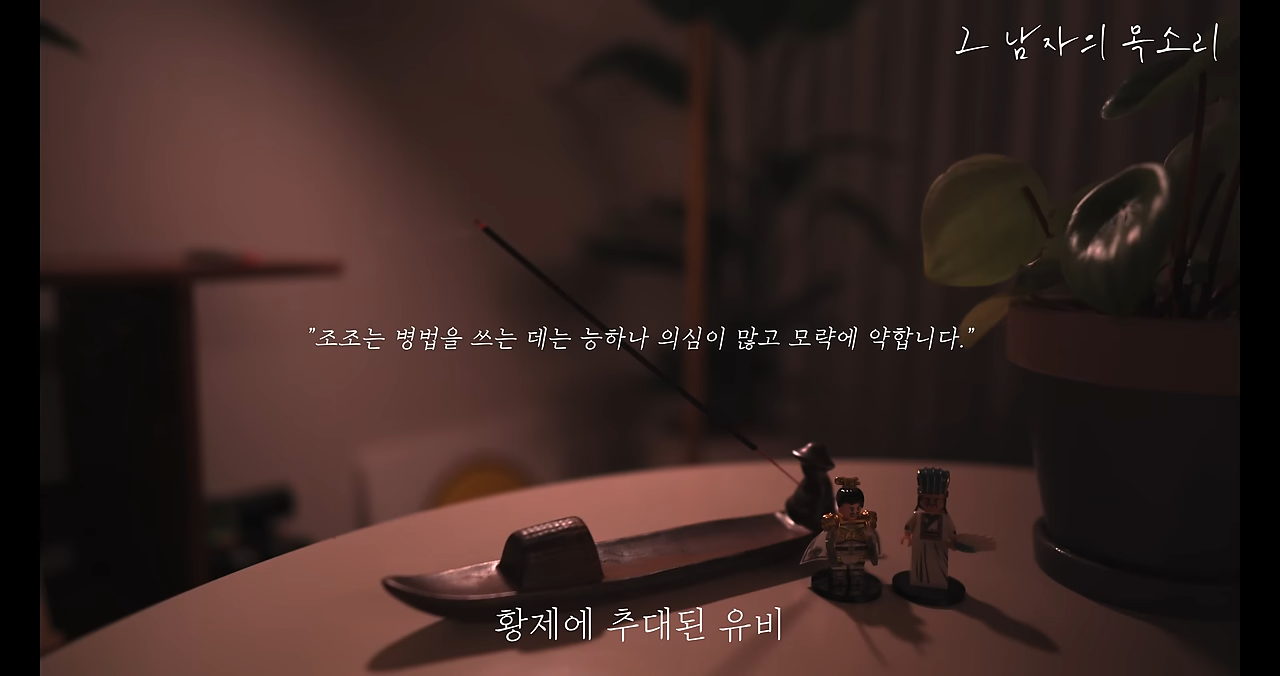 그 남자의 목소리
"조조는 병법을 쓰는 데는 능하나 의심이 많고 모략에 약합니다."
황제에 추대된 유비